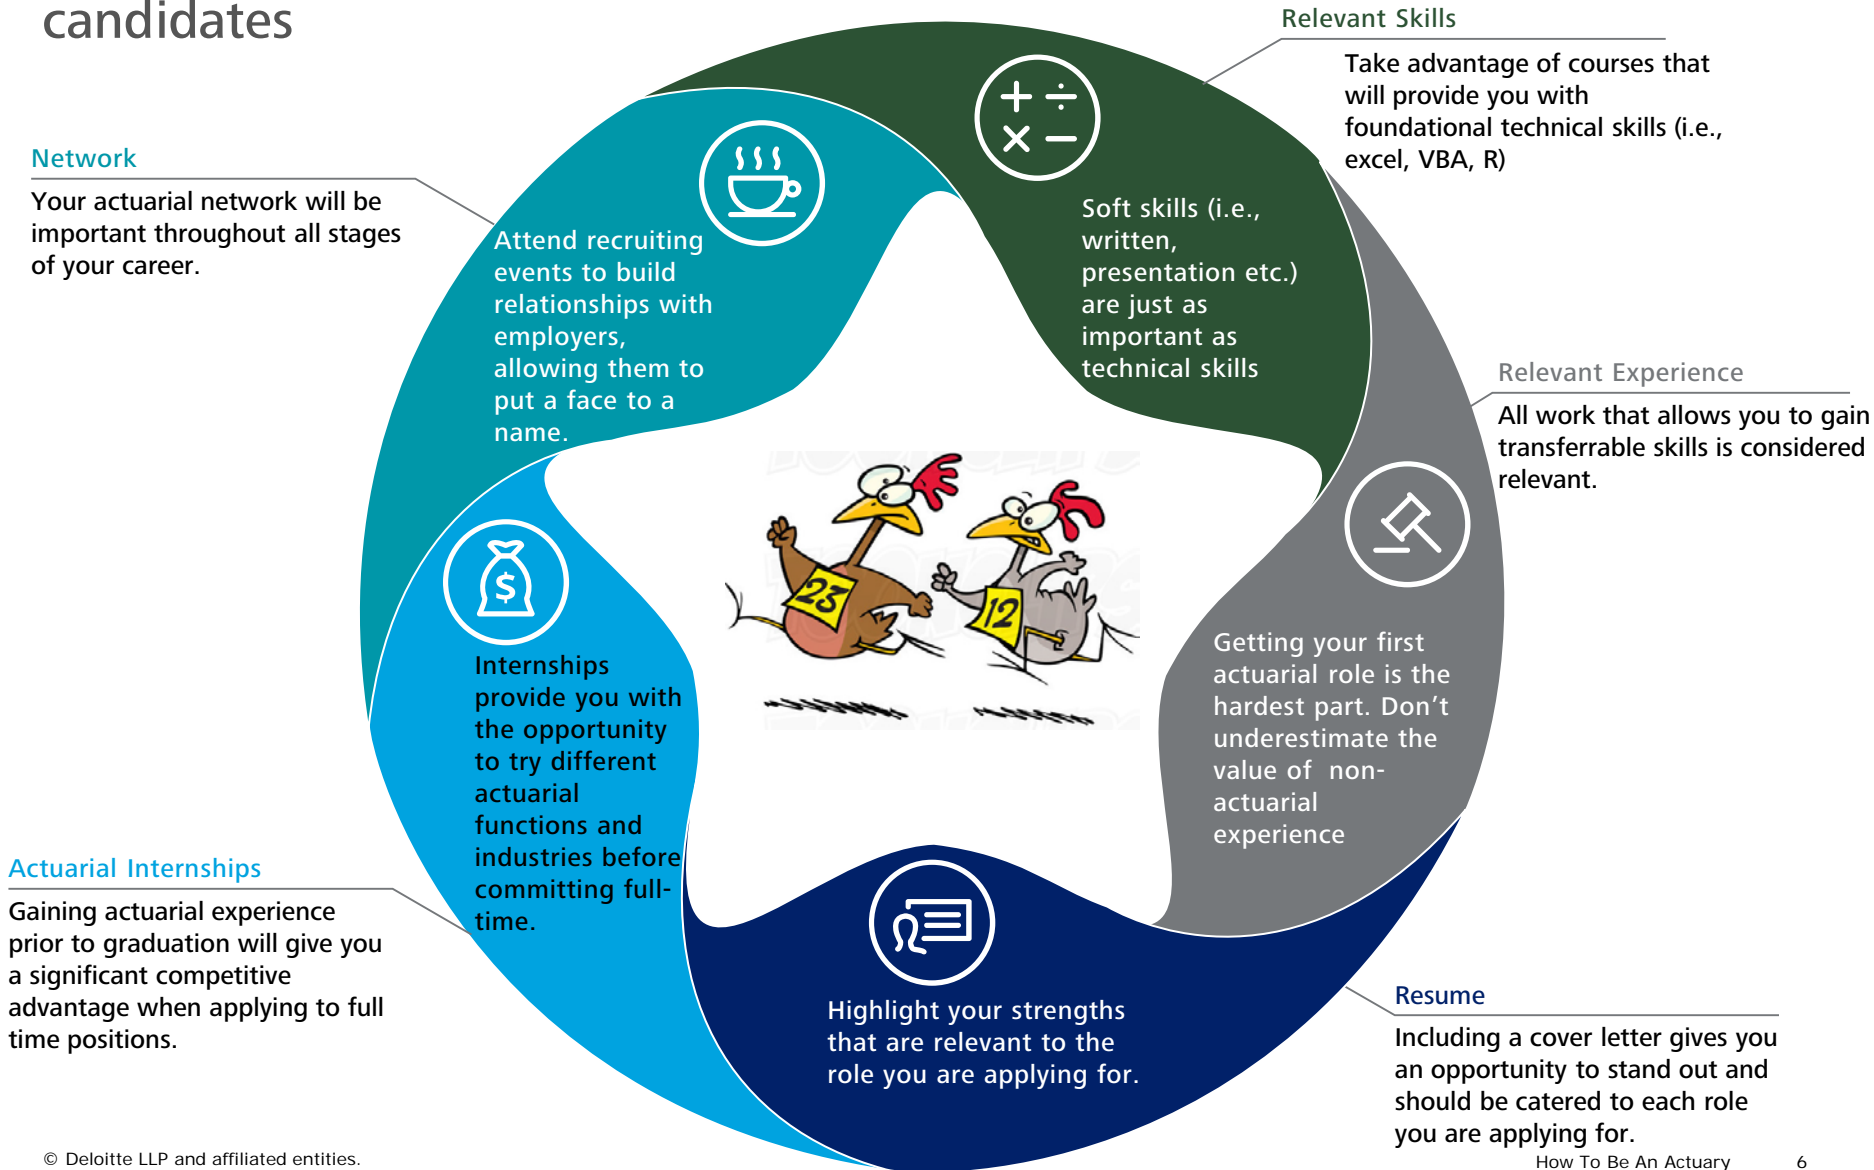 candidates
Network
Your actuarial network will be
important throughout all stages
of your career.
Attend recruiting
events to build
relationships with
employers,
allowing them to
put a face to a
name.
Relevant Skills
Take advantage of courses that
will provide you with
foundational technical skills (i.e.,
excel, VBA, R)
Soft skills (i.e.,
written,
presentation etc.)
are just as
important as
technical skills
Relevant Experience
All work that allows you to gain
transferrable skills is considered
relevant.
Getting your first
actuarial role is the
hardest part. Don't
underestimate the
value of  non-
actuarial
experience
23
12
$
Internships
provide you with
the opportunity
to try different
actuarial
functions and
industries before
committing full-
time.
Actuarial Internships
Gaining actuarial experience
prior to graduation will give you
a significant competitive
advantage when applying to full
time positions.
Highlight your strengths
that are relevant to the
role you are applying for.
Resume
Including a cover letter gives you
an opportunity to stand out and
should be catered to each role
you are applying for.
© Deloitte LLP and affiliated entities.
How To Be An Actuary 6